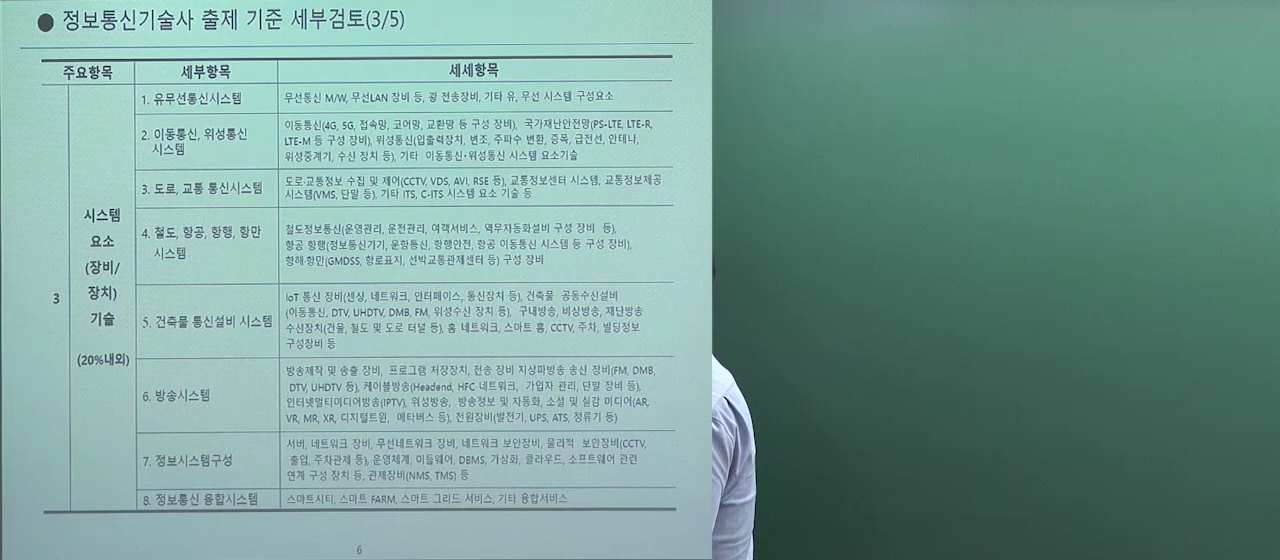 ● 정보통신기술사 출제 기준 세부검토(3/5)
주요항목 세부항목 세세항목
3
시스템
요소
(장비/
장치)
기술
(20%내외)
1. 유무선통신시스템
무선통신 M/W, 무선LAN 장비 등, 광 전송장비, 기타 유, 무선 시스템 구성요소
2. 이동통신, 위성통신
시스템
이동통신(4G, 5G, 접속망, 코어망, 교환망 등 구성 장비), 국가재난안전망(PS-LTE, LTE-R,
LTE-M 등 구성 장비), 위성통신(입출력장치, 변조, 주파수 변환, 증폭, 급전선, 안테나,
위성중계기, 수신 장치 등), 기타 이동통신·위성통신 시스템 요소기술
3. 도로, 교통 통신시스템
도로·교통정보 수집 및 제어(CCTV, VDS, AVI, RSE 등), 교통정보센터 시스템, 교통정보제공
시스템(VMS, 단말 등), 기타 ITS, C-ITS 시스템 요소 기술 등
4. 철도, 항공, 항행, 항만
시스템
철도정보통신(운영관리, 운전관리, 여객서비스, 역무자동화설비 구성 장비 등),
항공 항행(정보통신기기, 운항통신, 항행안전, 항공 이동통신 시스템 등 구성 장비),
항해·항만(GMDSS, 항로표지, 선박교통관제센터 등) 구성 장비
5. 건축물 통신설비 시스템
IoT 통신 장비(센싱, 네트워크, 인터페이스, 통신장치 등), 건축물 공동수신설비
(이동통신, DTV, UHDTV, DMB, FM, 위성수신 장치 등), 구내방송, 비상방송, 재난방송
수신장치(건물, 철도 및 도로 터널 등), 홈 네트워크, 스마트 홈, CCTV, 주차, 빌딩정보
구성장비 등
6. 방송시스템
방송제작 및 송출 장비, 프로그램 저장장치, 전송 장비 지상파방송 송신 장비(FM, DMB,
DTV, UHDTV 등), 케이블방송(Headend, HFC 네트워크, 가입자 관리, 단말 장비 등),
인터넷멀티미디어방송(IPTV), 위성방송, 방송정보 및 자동화, 소셜 및 실감 미디어(AR,
VR, MR, XR, 디지털트윈, 메타버스 등), 전원장비(발전기, UPS, ATS, 정류기 등)
7. 정보시스템구성
서버, 네트워크 장비, 무선네트워크 장비, 네트워크 보안장비, 물리적 보안장비(CCTV,
출입, 주차관제 등), 운영체계, 미들웨어, DBMS, 가상화, 클라우드, 소프트웨어 관련
연계 구성 장치 등, 관제장비(NMS, TMS) 등
8. 정보통신 융합시스템
스마트시티, 스마트 FARM, 스마트 그리드 서비스, 기타 융합서비스
6